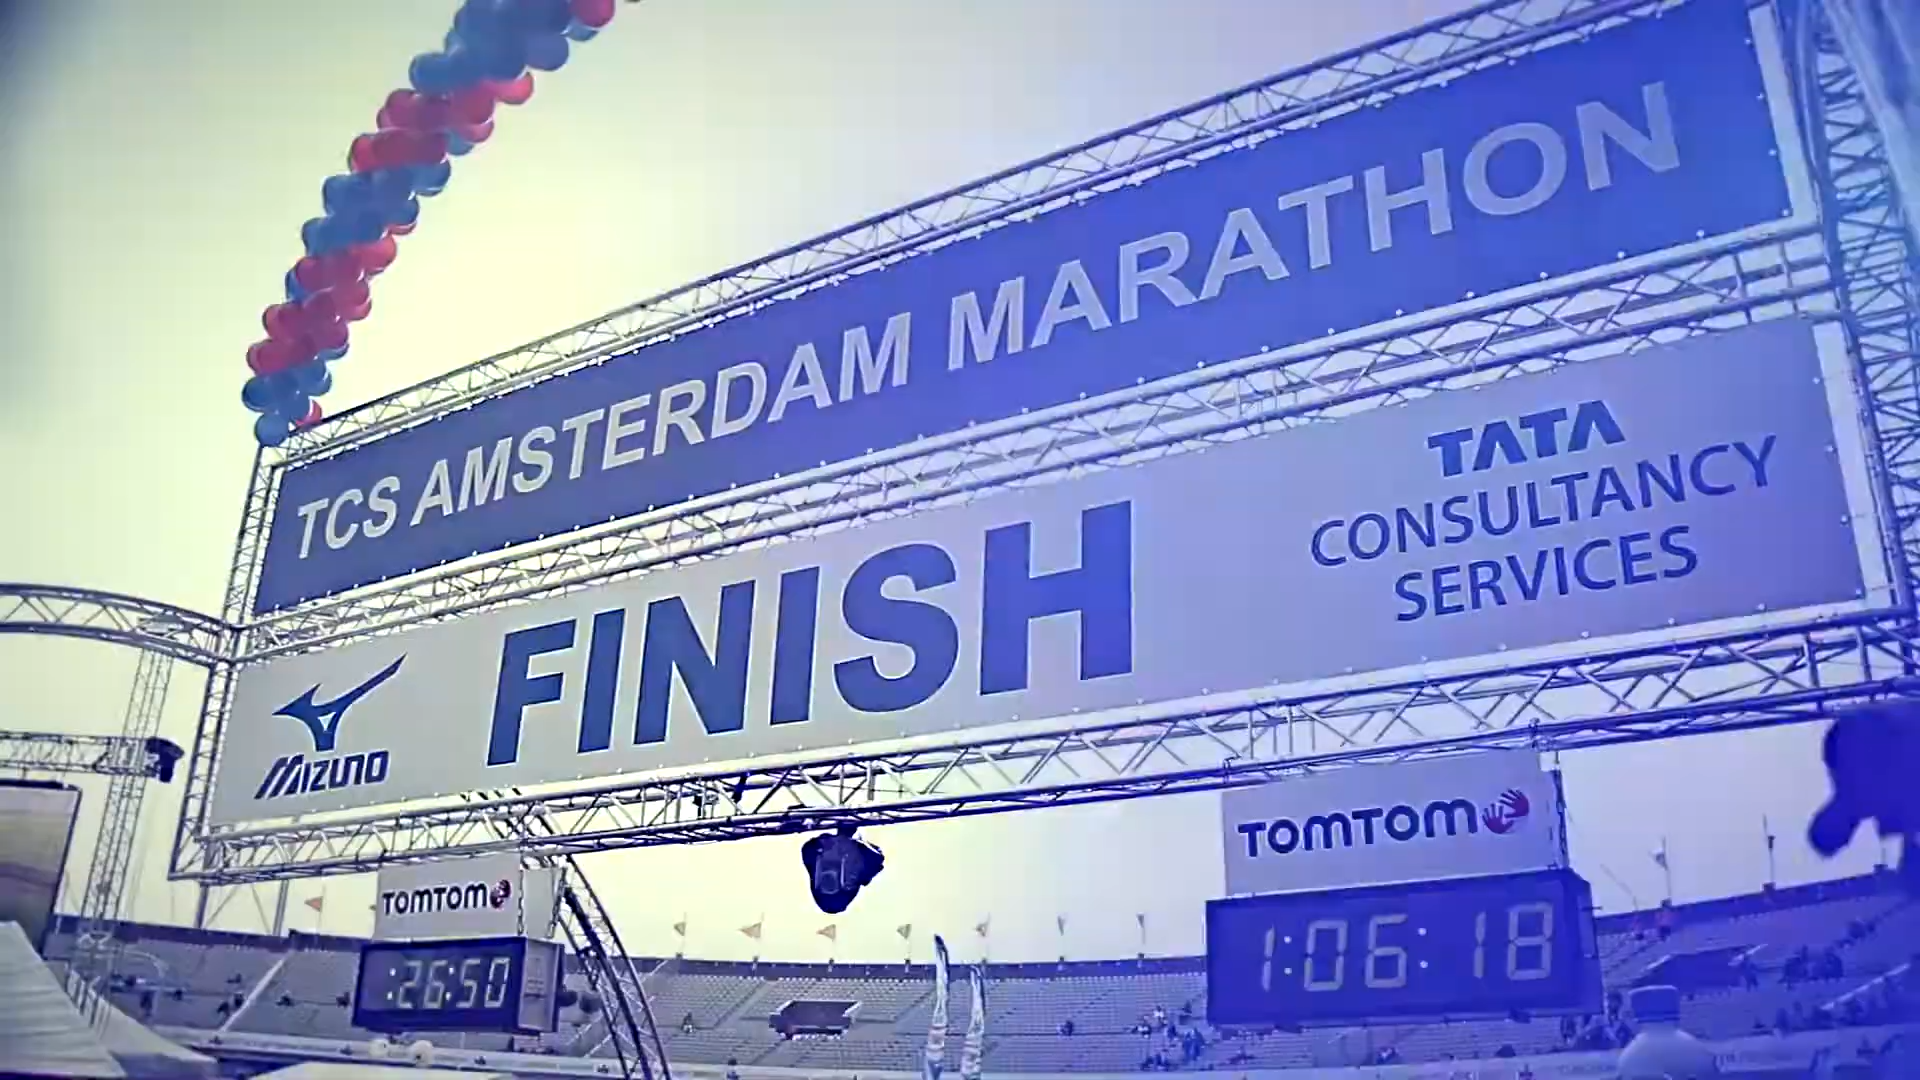 TCS AMSTERDAM MARATHON
FINISH
MIZUNO
TATA
CONSULTANCY
SERVICES
TOMTOM
:26:50
TOMTOM
1:06:18